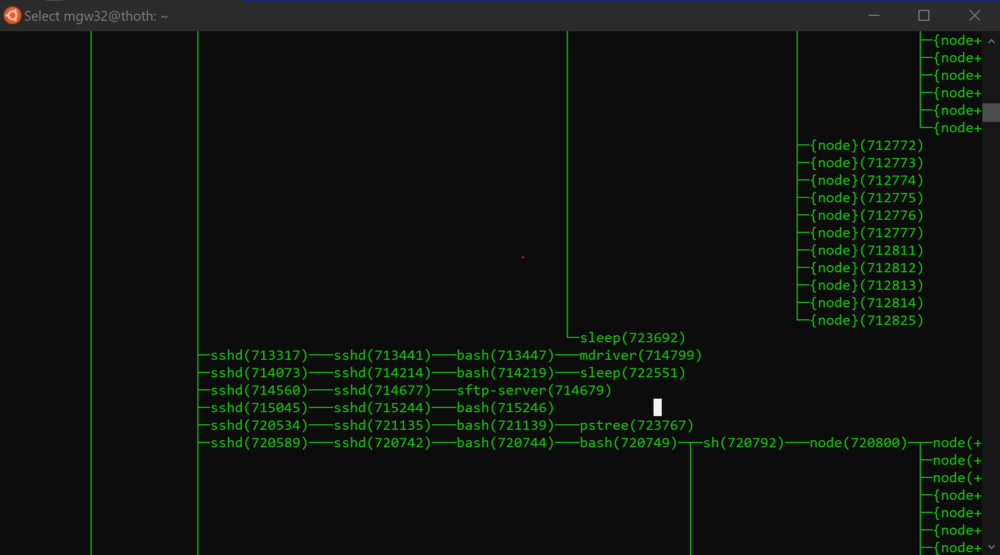 Select mgw32@thoth: ~
{node+
{node+
{node+
{node+
{node+
{node+
{node}(712772)
{node}(712773)
{node}(712774)
{node}(712775)
{node}(712776)
{node}(712777)
{node}(712811)
{node}(712812)
{node}(712813)
{node}(712814)
{node}(712825)
sleep(723692)
sshd(713317)───sshd(713441)───bash(713447)───mdriver(714799)
sshd(714073)───sshd(714214)───bash(714219)───sleep(722551)
sshd(714560)───sshd(714677)───sftp-server(714679)
sshd(715045)───sshd(715244)───bash(715246)
sshd(720534)───sshd(721135)───bash(721139)───pstree(723767)
sshd(720589)───sshd(720742)───bash(720744)───bash(720749)─┬─sh(720792)───node(720800)─┬─node(+
node(+
node(+
{node+
{node+
{node+
{node+